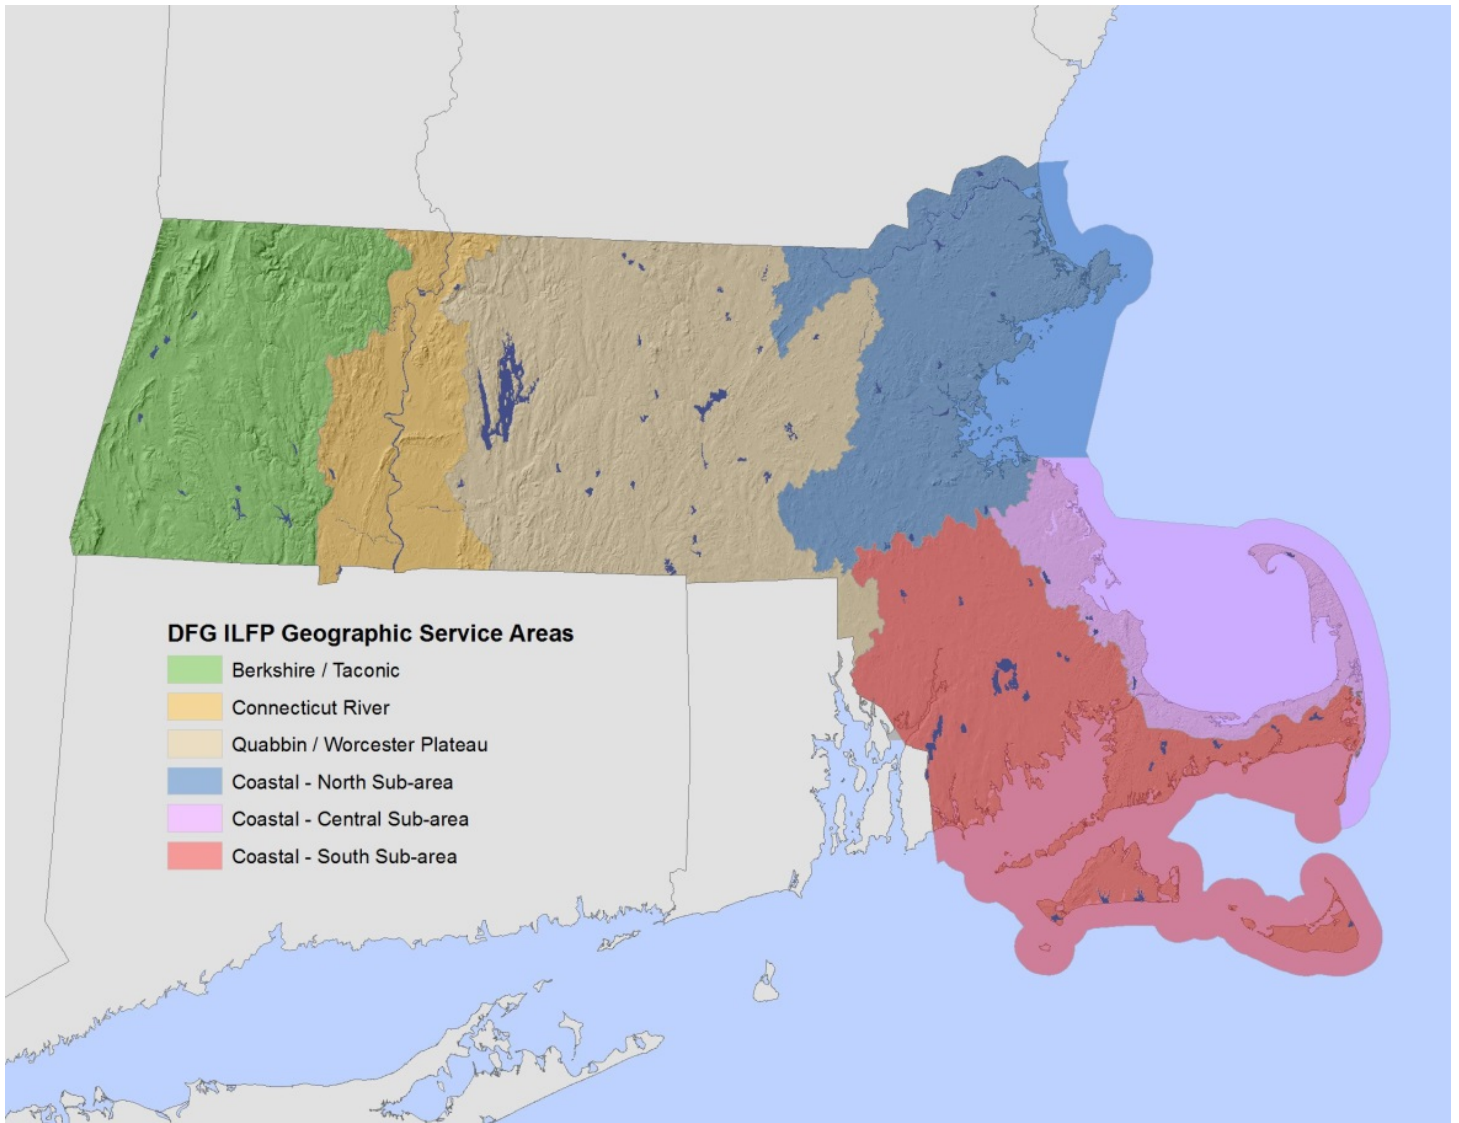 DFG ILFP Geographic Service Areas
Berkshire / Taconic
Connecticut River
Quabbin / Worcester Plateau
Coastal - North Sub-area
Coastal - Central Sub-area
Coastal - South Sub-area